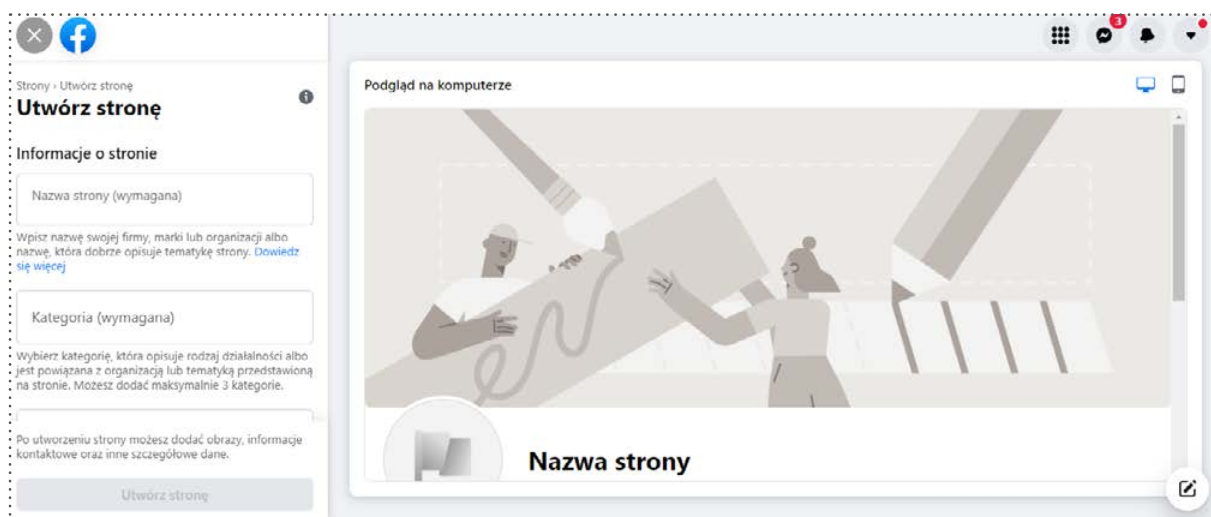 3
Strony › Utwórz stronę
Utwórz stronę
Informacje o stronie
Nazwa strony (wymagana)
Wpisz nazwę swojej firmy, marki lub organizacji albo
nazwę, która dobrze opisuje tematykę strony. Dowiedz
się więcej
Kategoria (wymagana)
Wybierz kategorię, która opisuje rodzaj działalności albo
jest powiązana z organizacją lub tematyką przedstawioną
na stronie. Możesz dodać maksymalnie 3 kategorie.
Po utworzeniu strony możesz dodać obrazy, informacje
kontaktowe oraz inne szczegółowe dane.
Utwórz stronę
Podgląd na komputerze
Nazwa strony